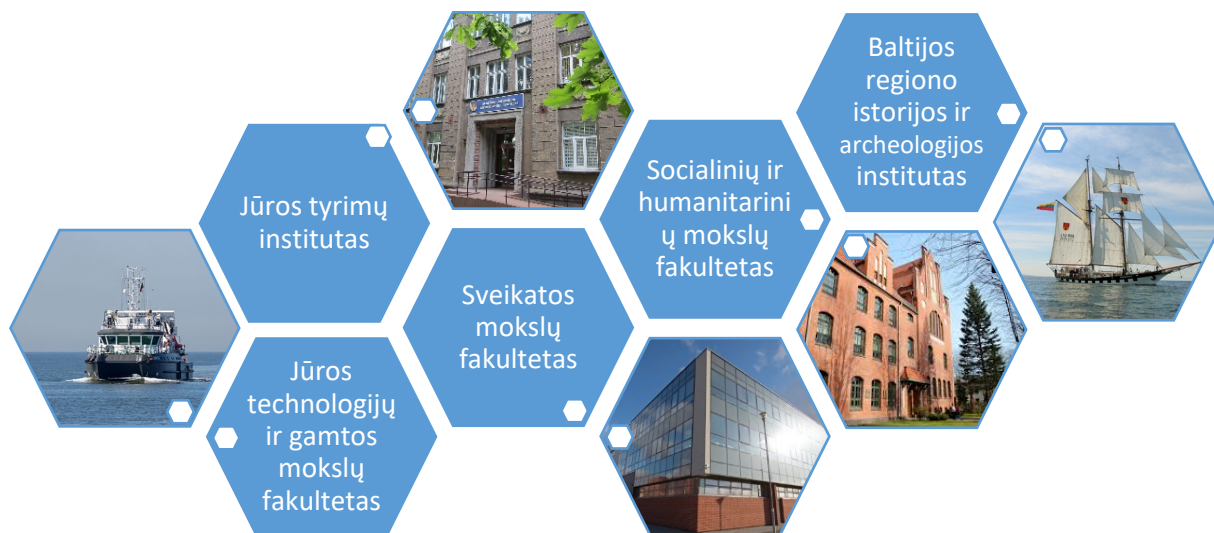 Jūros tyrimų
institutas
Jūros
technologijų
ir gamtos
mokslų
fakultetas
Sveikatos
mokslų
fakultetas
Socialinių ir
humanitarini
ų mokslų
fakultetas
Baltijos
regiono
istorijos ir
archeologijos
institutas